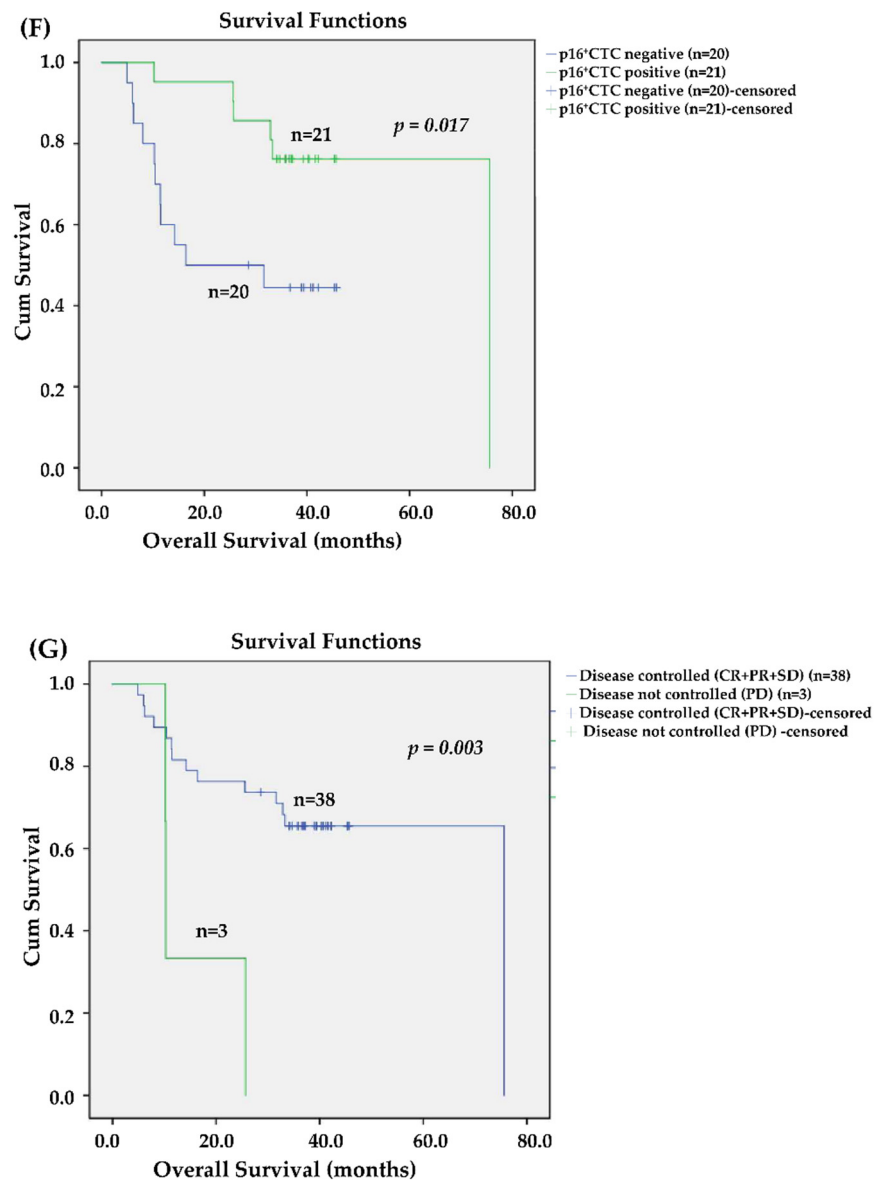 (F)
Survival Functions
p16⁺CTC negative (n=20)
p16⁺CTC positive (n=21)
p16⁺CTC negative (n=20)-censored
p16⁺CTC positive (n=21)-censored
1.0
0.8
0.6
0.4
0.2
0.0
Cum Survival
n=21
p = 0.017
n=20
0.0 20.0 40.0 60.0 80.0
Overall Survival (months)
(G)
Survival Functions
Disease controlled (CR+PR+SD) (n=38)
Disease not controlled (PD) (n=3)
Disease controlled (CR+PR+SD)-censored
Disease not controlled (PD) -censored
1.0
0.8
0.6
0.4
0.2
0.0
Cum Survival
p = 0.003
n=38
n=3
0.0 20.0 40.0 60.0 80.0
Overall Survival (months)